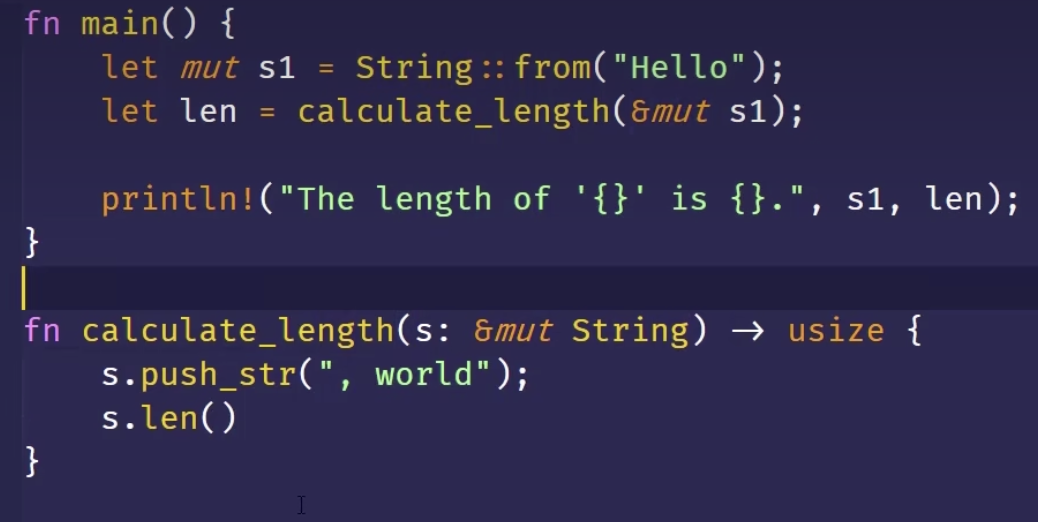 fn main() {
    let mut s1 = String::from("Hello");
    let len = calculate_length(&mut s1);

    println!("The length of '{}' is {}.", s1, len);
}

fn calculate_length(s: &mut String) -> usize {
    s.push_str(", world");
    s.len()
}